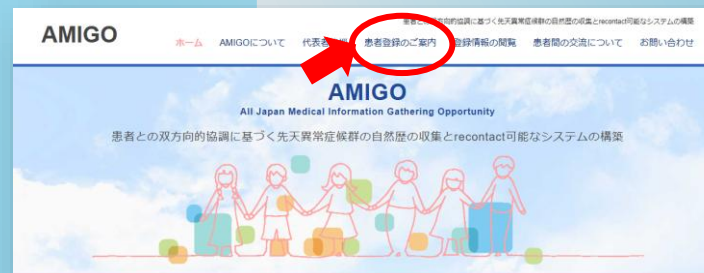 患者との双方向的協調に基づく先天異常症候群の自然歴の収集とrecontact可能なシステムの構築
AMIGO
ホーム AMIGOについて 代表者 患者登録のご案内 登録情報の閲覧 患者間の交流について お問い合わせ
AMIGO
All Japan Medical Information Gathering Opportunity
患者との双方向的協調に基づく先天異常症候群の自然歴の収集とrecontact可能なシステムの構築